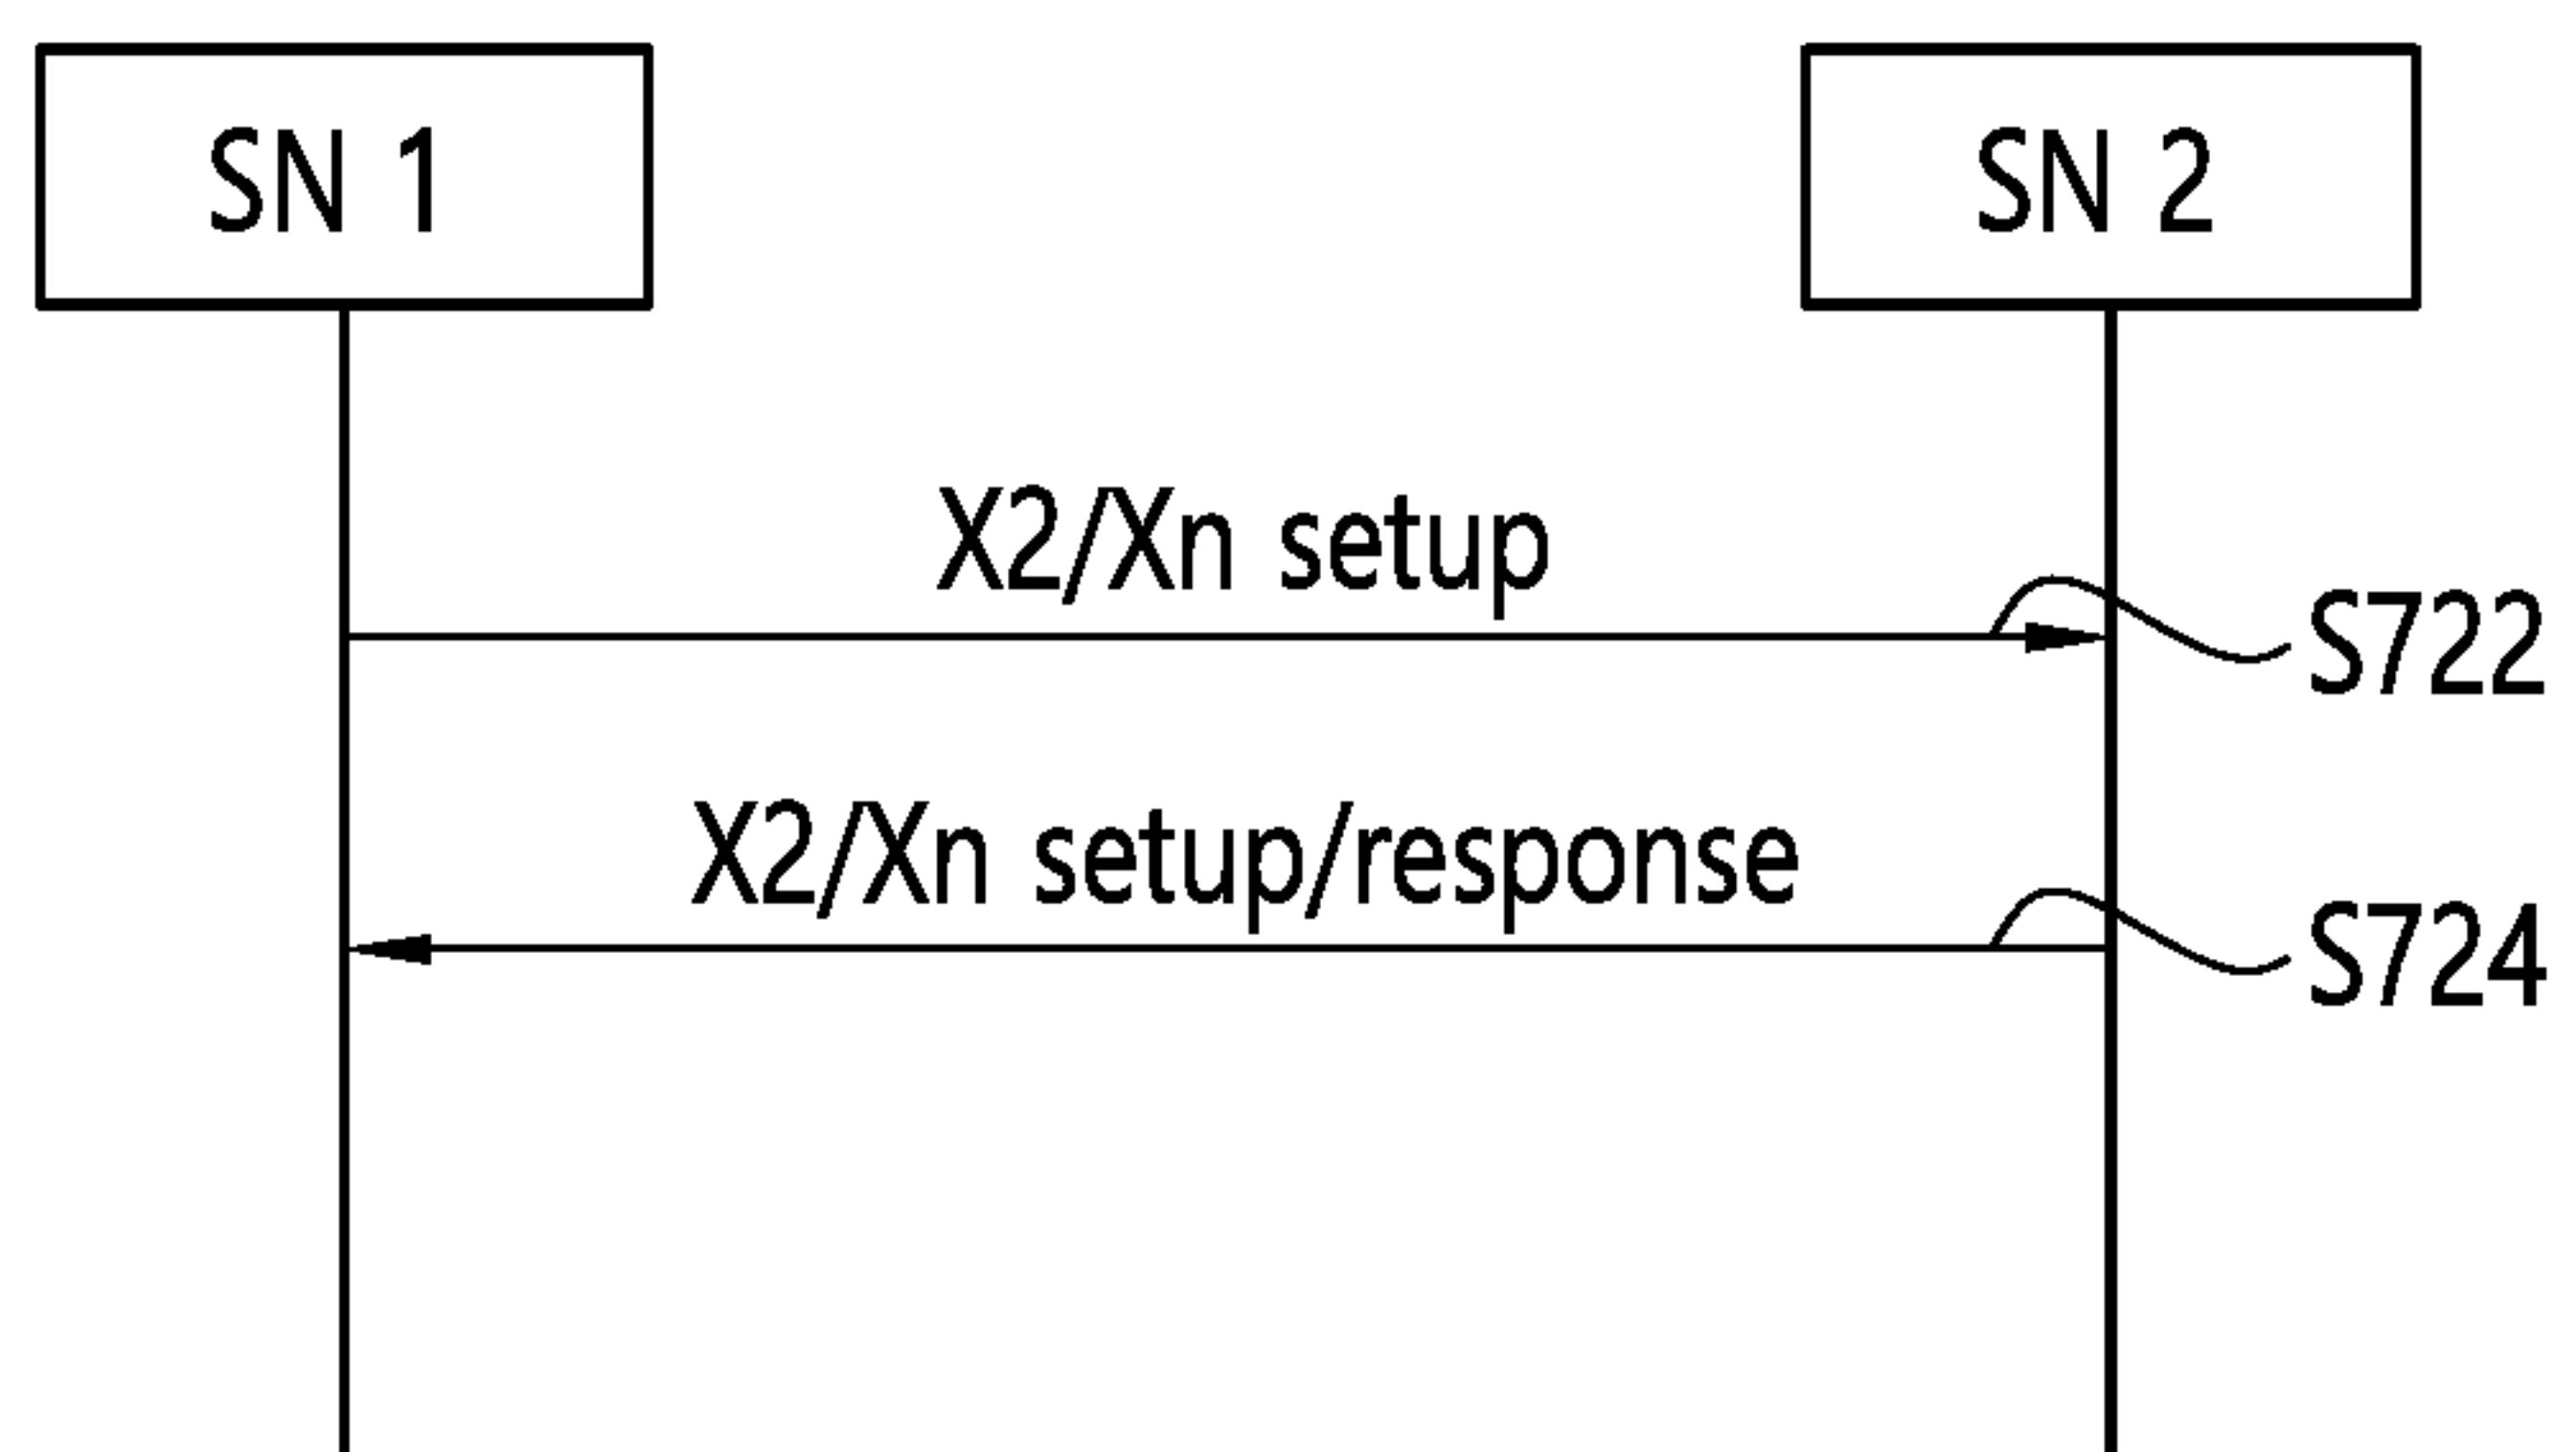 SN 1
SN 2
X2/Xn setup
S722
X2/Xn setup/response
S724